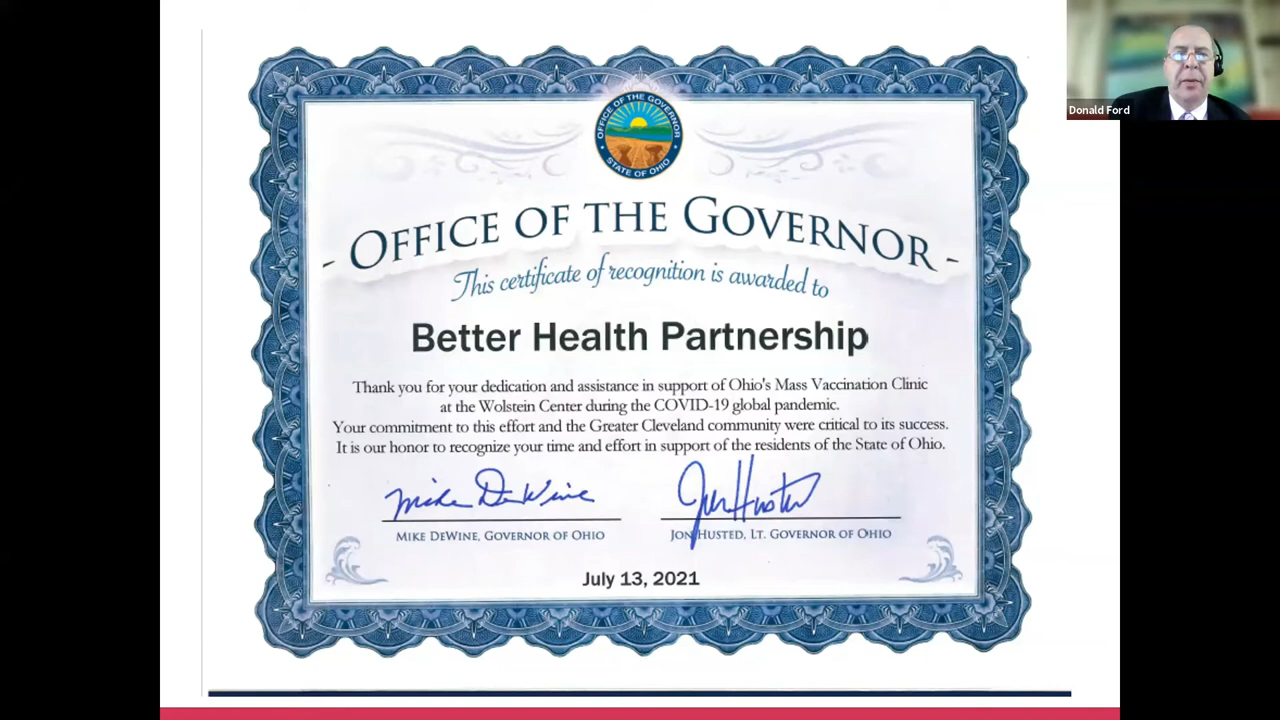 Donald Ford
OFFICE OF THE GOVERNOR
STATE OF OHIO
- OFFICE OF THE GOVERNOR -
This certificate of recognition is awarded to
Better Health Partnership
Thank you for your dedication and assistance in support of Ohio's Mass Vaccination Clinic
at the Wolstein Center during the COVID-19 global pandemic.
Your commitment to this effort and the Greater Cleveland community were critical to its success.
It is our honor to recognize your time and effort in support of the residents of the State of Ohio.
Mike DeWine
Jon Husted
MIKE DEWINE, GOVERNOR OF OHIO
JON HUSTED, LT. GOVERNOR OF OHIO
July 13, 2021